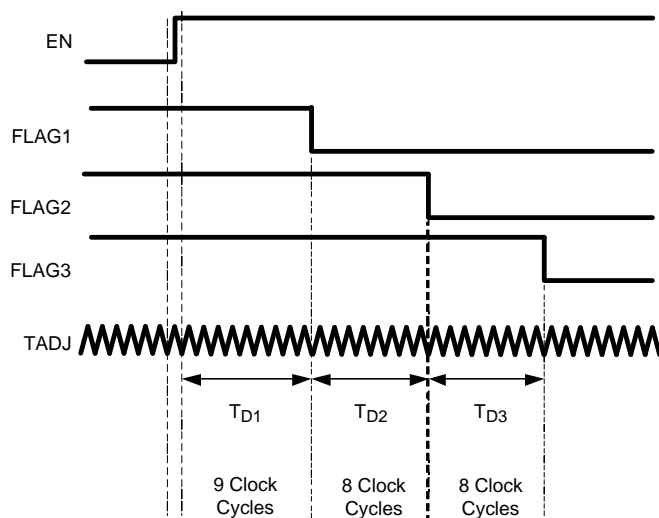 EN
FLAG1
FLAG2
FLAG3
TADJ
TD1 TD2 TD3
9 Clock 8 Clock 8 Clock
Cycles Cycles Cycles